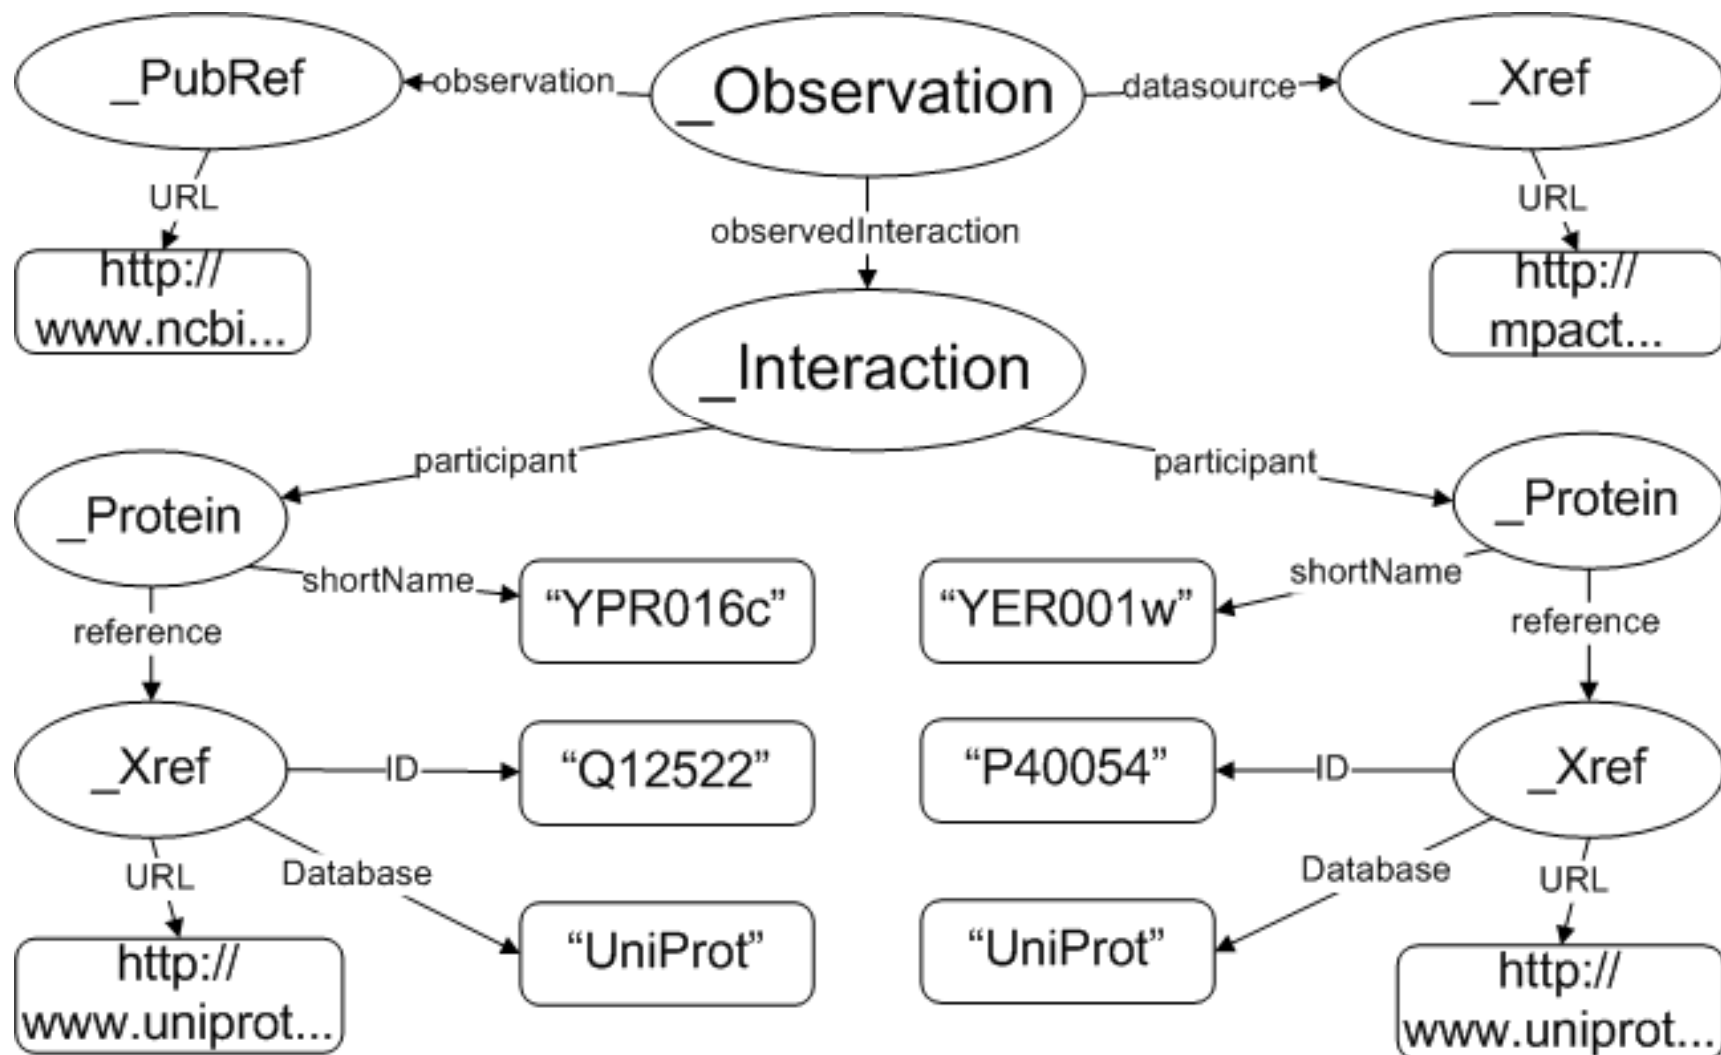 _PubRef
observation
_Observation
datasource
_Xref
URL
URL
http://
www.ncbi...
observedInteraction
http://
mpact...
_Interaction
participant
participant
_Protein
_Protein
shortName
"YPR016c"
"YER001w"
shortName
reference
reference
_Xref
ID
"Q12522"
"P40054"
ID
_Xref
URL
Database
Database
URL
"UniProt"
"UniProt"
http://
www.uniprot...
http://
www.uniprot...